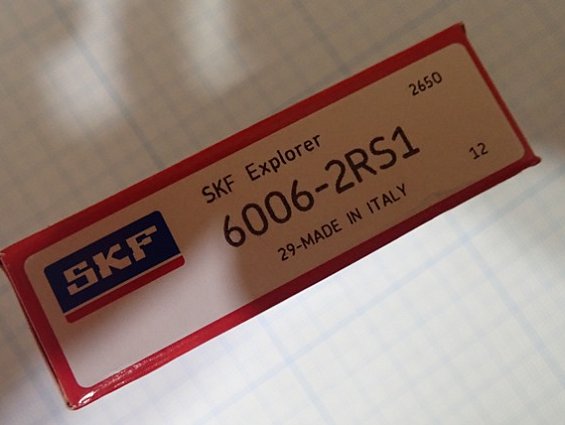 2650
SKF Explorer
6006-2RS1
12
29-MADE IN ITALY
SKF